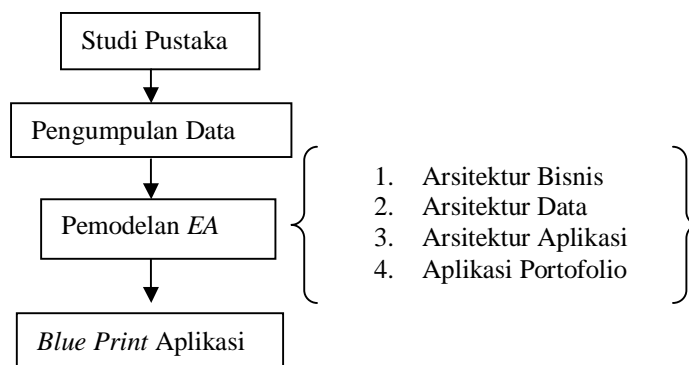 Studi Pustaka
Pengumpulan Data
Pemodelan EA
1. Arsitektur Bisnis
2. Arsitektur Data
3. Arsitektur Aplikasi
4. Aplikasi Portofolio
Blue Print Aplikasi